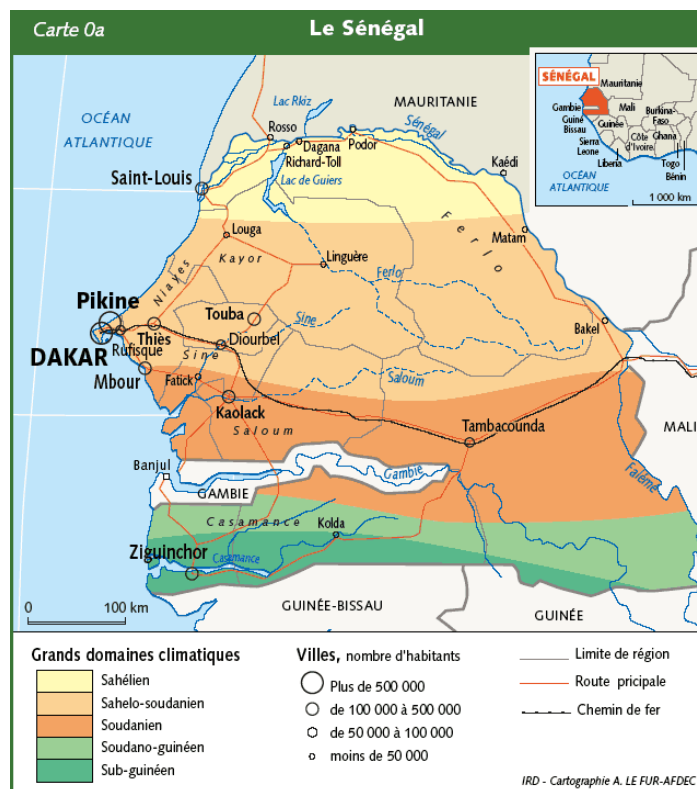 Carte 0a
Le Sénégal
SÉNÉGAL
Mauritanie
Gambie
Mali
Guiné
Bissau
Guinée
Burkina-
Faso
Sierra
Leone
Côte
d'Ivoire
Ghana
Liberia
Togo
Bénin
OCÉAN
ATLANTIQUE
1 000 km
OCÉAN
ATLANTIQUE
Lac Rkiz
MAURITANIE
Rosso
Sénégal
Dagana
Podor
Richard-Toll
Kaédi
Saint-Louis
Lac de Guiers
Louga
Ferlo
Matam
Kayor
Linguère
Niayes
Ferlo
Pikine
Touba
Sine
Bakel
DAKAR
Rufisque
Thiès
Diourbel
Sine
Mbour
Fatick
Saloum
Kaolack
Saloum
Tambacounda
MALI
Banjul
Gambie
Falémé
GAMBIE
Casamance
Kolda
Ziguinchor
Casamance
0
100 km
GUINÉE-BISSAU
GUINÉE
Grands domaines climatiques
Sahélien
Sahelo-soudanien
Soudanien
Soudano-guinéen
Sub-guinéen
Villes, nombre d'habitants
Plus de 500 000
de 100 000 à 500 000
de 50 000 à 100 000
moins de 50 000
Limite de région
Route pricipale
Chemin de fer
IRD - Cartographie A. LE FUR-AFDEC